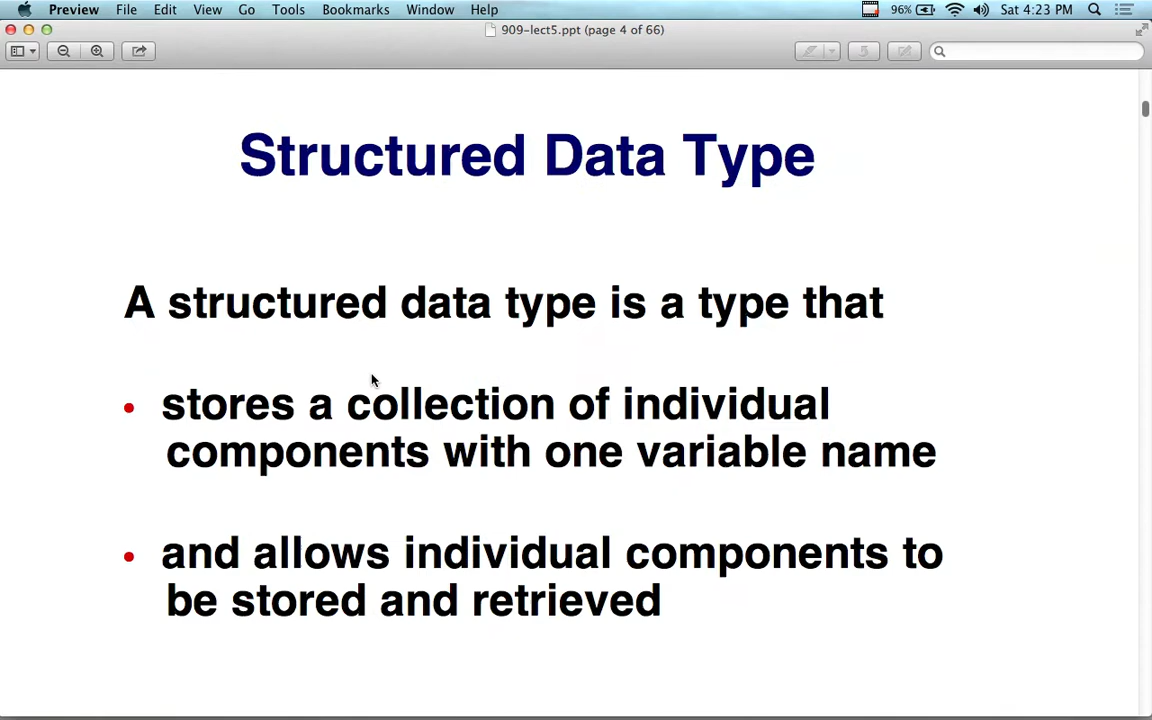 Preview File Edit View Go Tools Bookmarks Window Help 96% Sat 4:23 PM
909-lect5.ppt (page 4 of 66)
Structured Data Type
A structured data type is a type that
• stores a collection of individual
components with one variable name
• and allows individual components to
be stored and retrieved